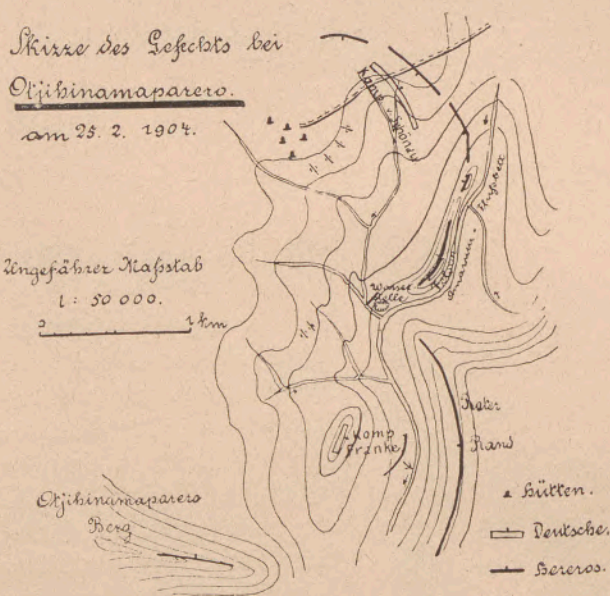 Skizze des Gefechts bei
Otjihinamaparero.
am 25. 2. 1904.
Komp.
Ungefährer Maßstab
1 : 50 000.
0 1 km
Wasser
Stelle
Roter
Rand
Komp
Franke
Otjihinamaparero
Berg
Hütten.
Deutsche.
Hereros.